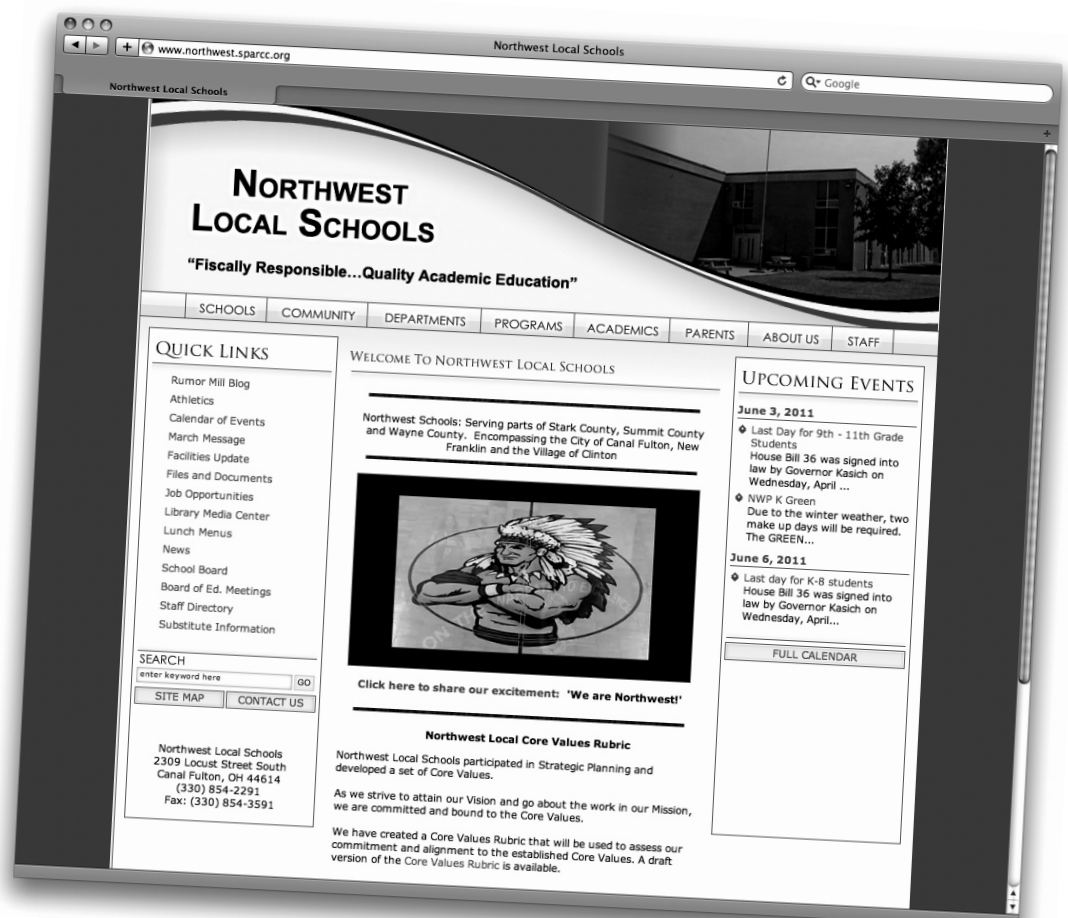 Northwest Local Schools
www.northwest.sparcc.org
Google
Northwest Local Schools
NORTHWEST
LOCAL SCHOOLS
“Fiscally Responsible…Quality Academic Education”
SCHOOLS COMMUNITY DEPARTMENTS PROGRAMS ACADEMICS PARENTS ABOUT US STAFF
QUICK LINKS
Rumor Mill Blog
Athletics
Calendar of Events
March Message
Facilities Update
Files and Documents
Job Opportunities
Library Media Center
Lunch Menus
News
School Board
Board of Ed. Meetings
Staff Directory
Substitute Information
SEARCH
enter keyword here GO
SITE MAP CONTACT US
Northwest Local Schools
2309 Locust Street South
Canal Fulton, OH 44614
(330) 854-2291
Fax: (330) 854-3591
WELCOME TO NORTHWEST LOCAL SCHOOLS
Northwest Schools: Serving parts of Stark County, Summit County
and Wayne County. Encompassing the City of Canal Fulton, New
Franklin and the Village of Clinton
ON
Click here to share our excitement: 'We are Northwest!'
Northwest Local Core Values Rubric
Northwest Local Schools participated in Strategic Planning and
developed a set of Core Values.
As we strive to attain our Vision and go about the work in our Mission,
we are committed and bound to the Core Values.
We have created a Core Values Rubric that will be used to assess our
commitment and alignment to the established Core Values. A draft
version of the Core Values Rubric is available.
UPCOMING EVENTS
June 3, 2011
Last Day for 9th - 11th Grade
Students
House Bill 36 was signed into
law by Governor Kasich on
Wednesday, April ...
NWP K Green
Due to the winter weather, two
make up days will be required.
The GREEN...
June 6, 2011
Last day for K-8 students
House Bill 36 was signed into
law by Governor Kasich on
Wednesday, April...
FULL CALENDAR